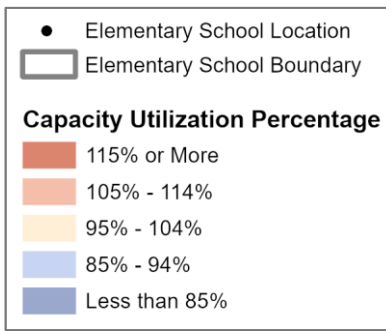 Elementary School Location
Elementary School Boundary
Capacity Utilization Percentage
115% or More
105% - 114%
95% - 104%
85% - 94%
Less than 85%